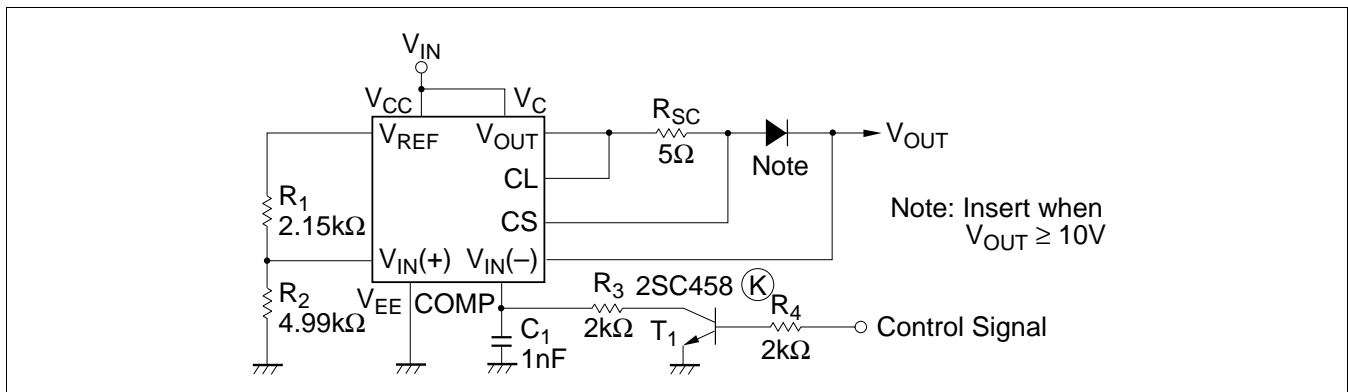 V_IN
V_CC V_C
V_REF V_OUT R_SC V_OUT
5Ω Note
CL
R_1 CS Note: Insert when
2.15kΩ V_OUT ≥ 10V
V_IN(+) V_IN(–) R_3 2SC458 Ⓚ
R_2 V_EE COMP R_4
4.99kΩ C_1 2kΩ T_1 2kΩ Control Signal
1nF